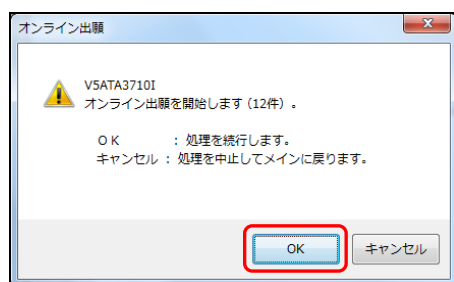 オンライン出願
V5ATA3710I
オンライン出願を開始します（12件）。
ＯＫ　　　：処理を続行します。
キャンセル：処理を中止してメインに戻ります。
OK
キャンセル